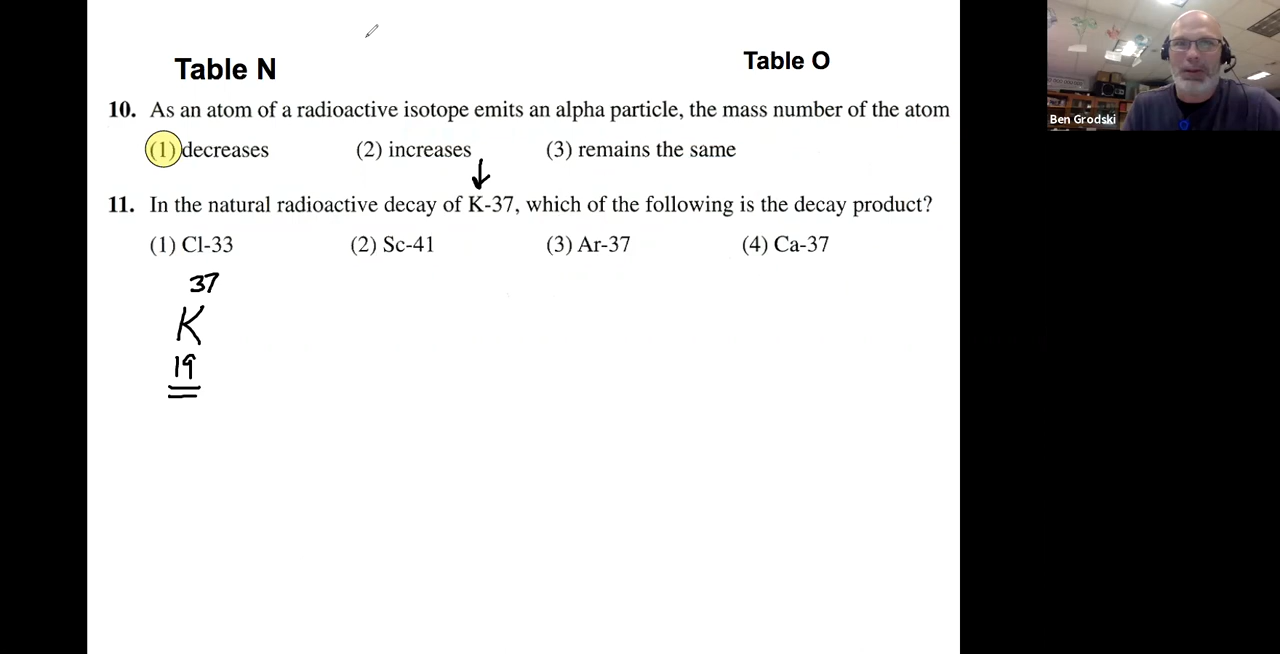 Table N
Table O
10. As an atom of a radioactive isotope emits an alpha particle, the mass number of the atom
(1) decreases (2) increases (3) remains the same
11. In the natural radioactive decay of K-37, which of the following is the decay product?
(1) Cl-33 (2) Sc-41 (3) Ar-37 (4) Ca-37
37
K
19
Ben Grodski